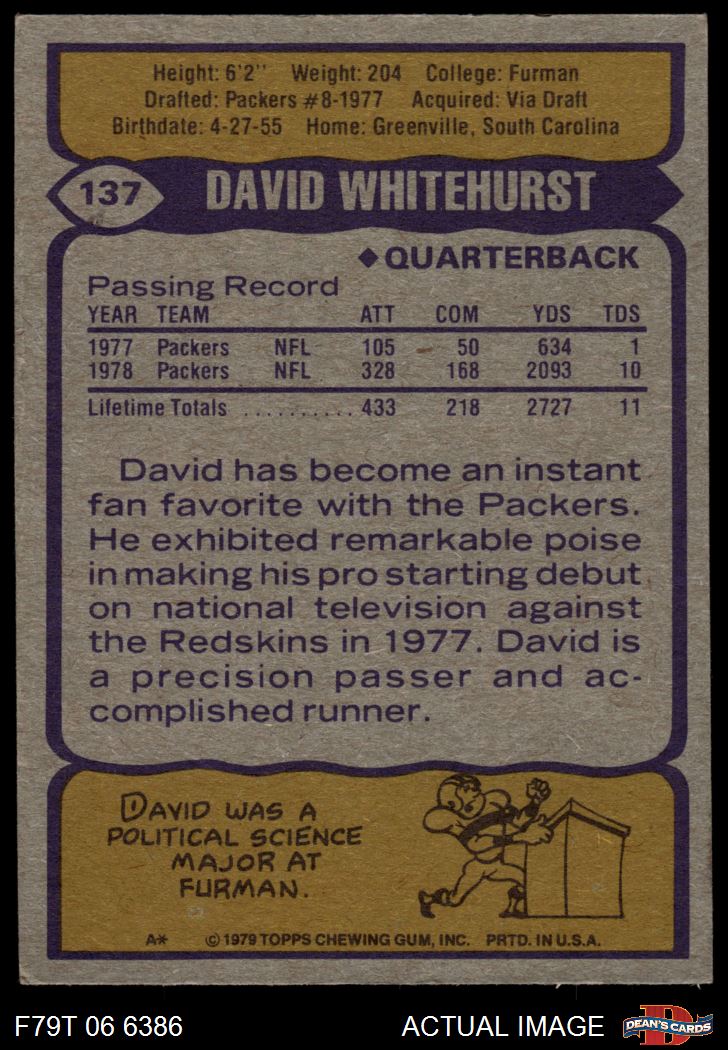 Height: 6'2" Weight: 204 College: Furman
Drafted: Packers #8-1977 Acquired: Via Draft
Birthdate: 4-27-55 Home: Greenville, South Carolina
137 DAVID WHITEHURST
◆QUARTERBACK
Passing Record
YEAR TEAM ATT COM YDS TDS
1977 Packers NFL 105 50 634 1
1978 Packers NFL 328 168 2093 10
Lifetime Totals .......... 433 218 2727 11
David has become an instant
fan favorite with the Packers.
He exhibited remarkable poise
in making his pro starting debut
on national television against
the Redskins in 1977. David is
a precision passer and ac-
complished runner.
DAVID WAS A
POLITICAL SCIENCE
MAJOR AT
FURMAN.
A* © 1979 TOPPS CHEWING GUM, INC. PRTD. IN U.S.A.
F79T 06 6386 ACTUAL IMAGE D DEAN'S CARDS